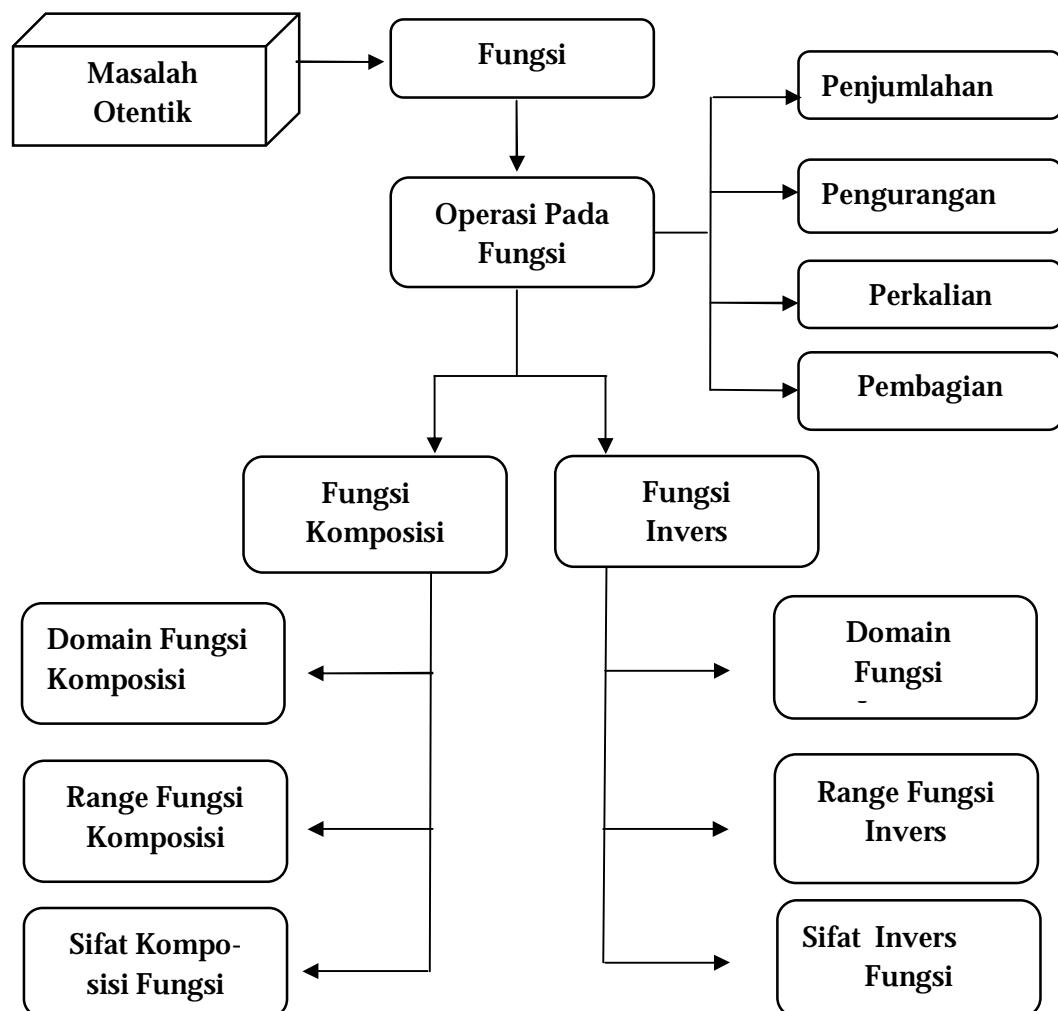 Masalah
Otentik
Fungsi
Penjumlahan
Pengurangan
Operasi Pada
Fungsi
Perkalian
Pembagian
Fungsi
Komposisi
Fungsi
Invers
Domain Fungsi
Komposisi
Domain
Fungsi
Range Fungsi
Komposisi
Range Fungsi
Invers
Sifat Kompo-
sisi Fungsi
Sifat Invers
Fungsi